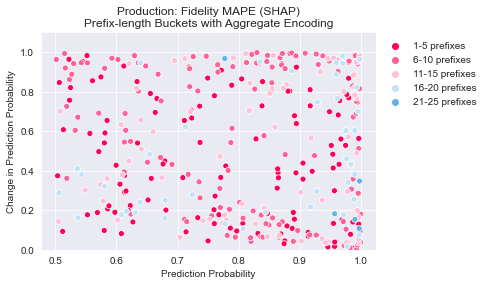 Production: Fidelity MAPE (SHAP)
Prefix-length Buckets with Aggregate Encoding
Change in Prediction Probability
1.0
0.8
0.6
0.4
0.2
0.0
0.5 0.6 0.7 0.8 0.9 1.0
Prediction Probability
1-5 prefixes
6-10 prefixes
11-15 prefixes
16-20 prefixes
21-25 prefixes